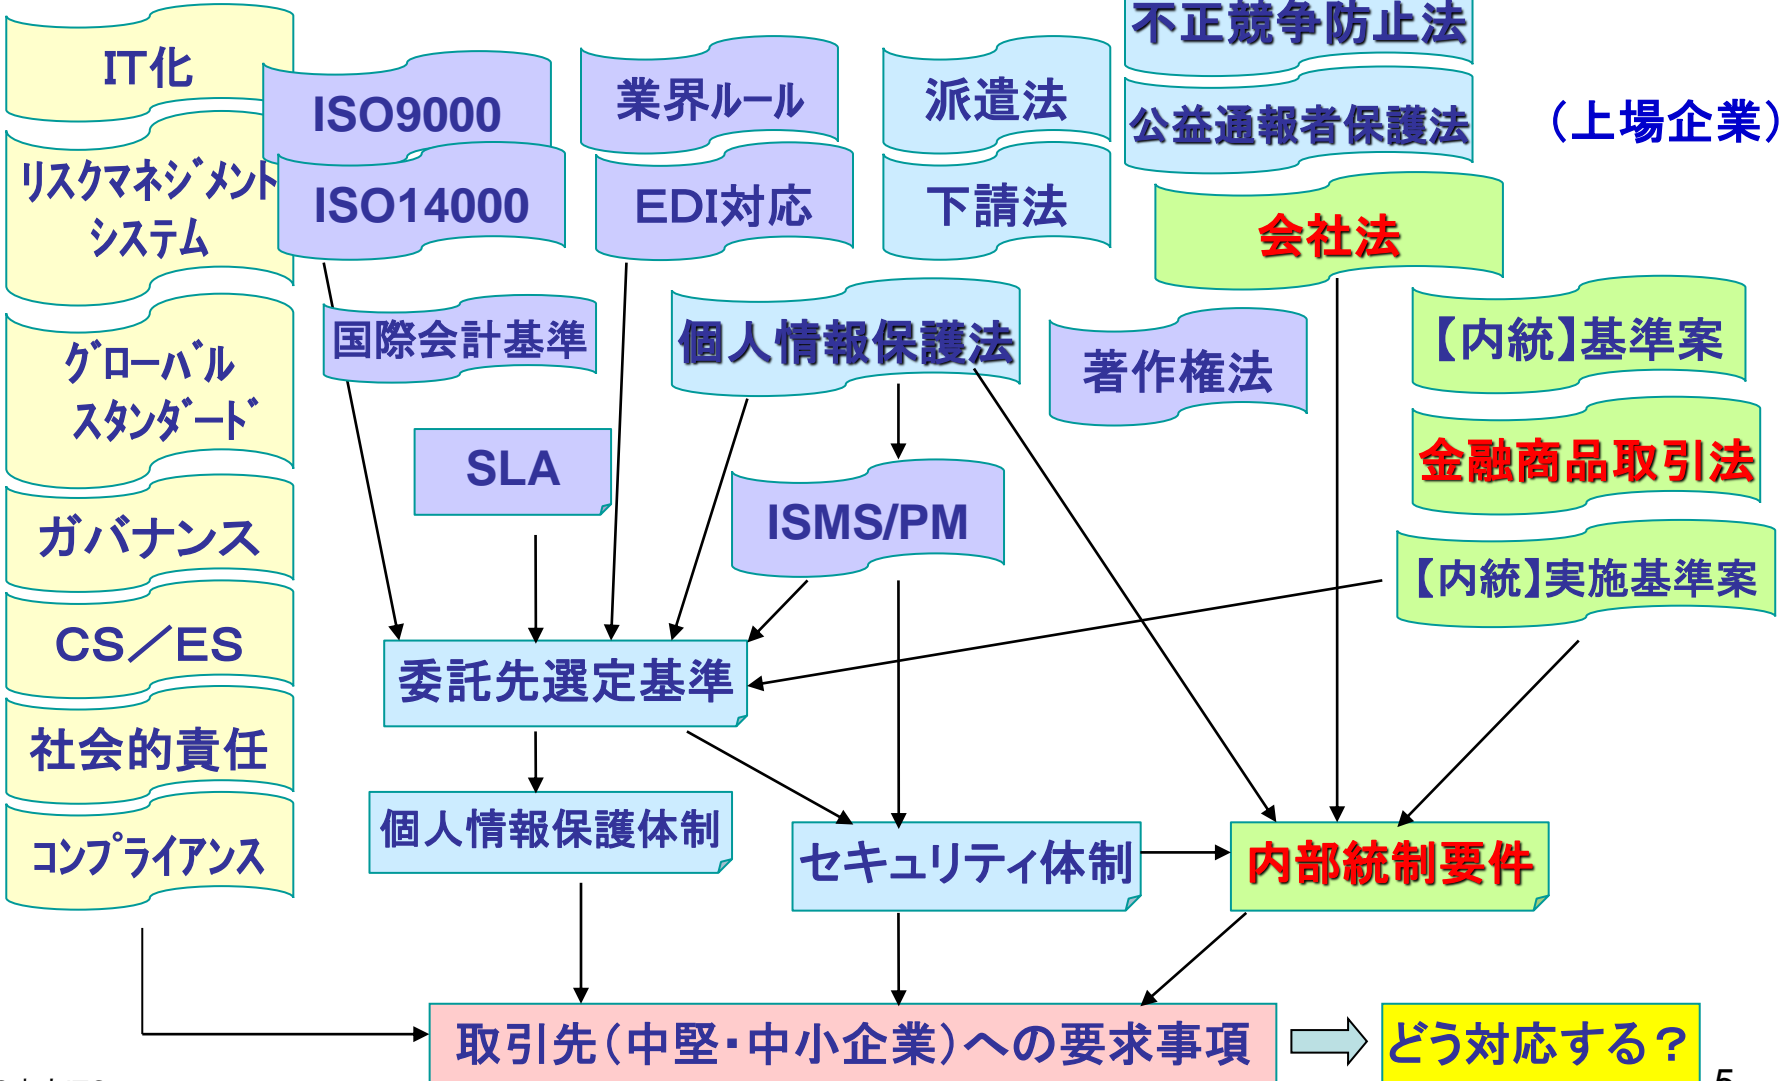 不正競争防止法
IT化
ISO9000
業界ルール
派遣法
公益通報者保護法
（上場企業）
リスクマネジメント
システム
ISO14000
EDI対応
下請法
会社法
国際会計基準
個人情報保護法
著作権法
【内統】基準案
グローバル
スタンダード
SLA
ISMS/PM
金融商品取引法
ガバナンス
【内統】実施基準案
CS／ES
委託先選定基準
社会的責任
個人情報保護体制
コンプライアンス
セキュリティ体制
内部統制要件
取引先（中堅・中小企業）への要求事項
どう対応する？